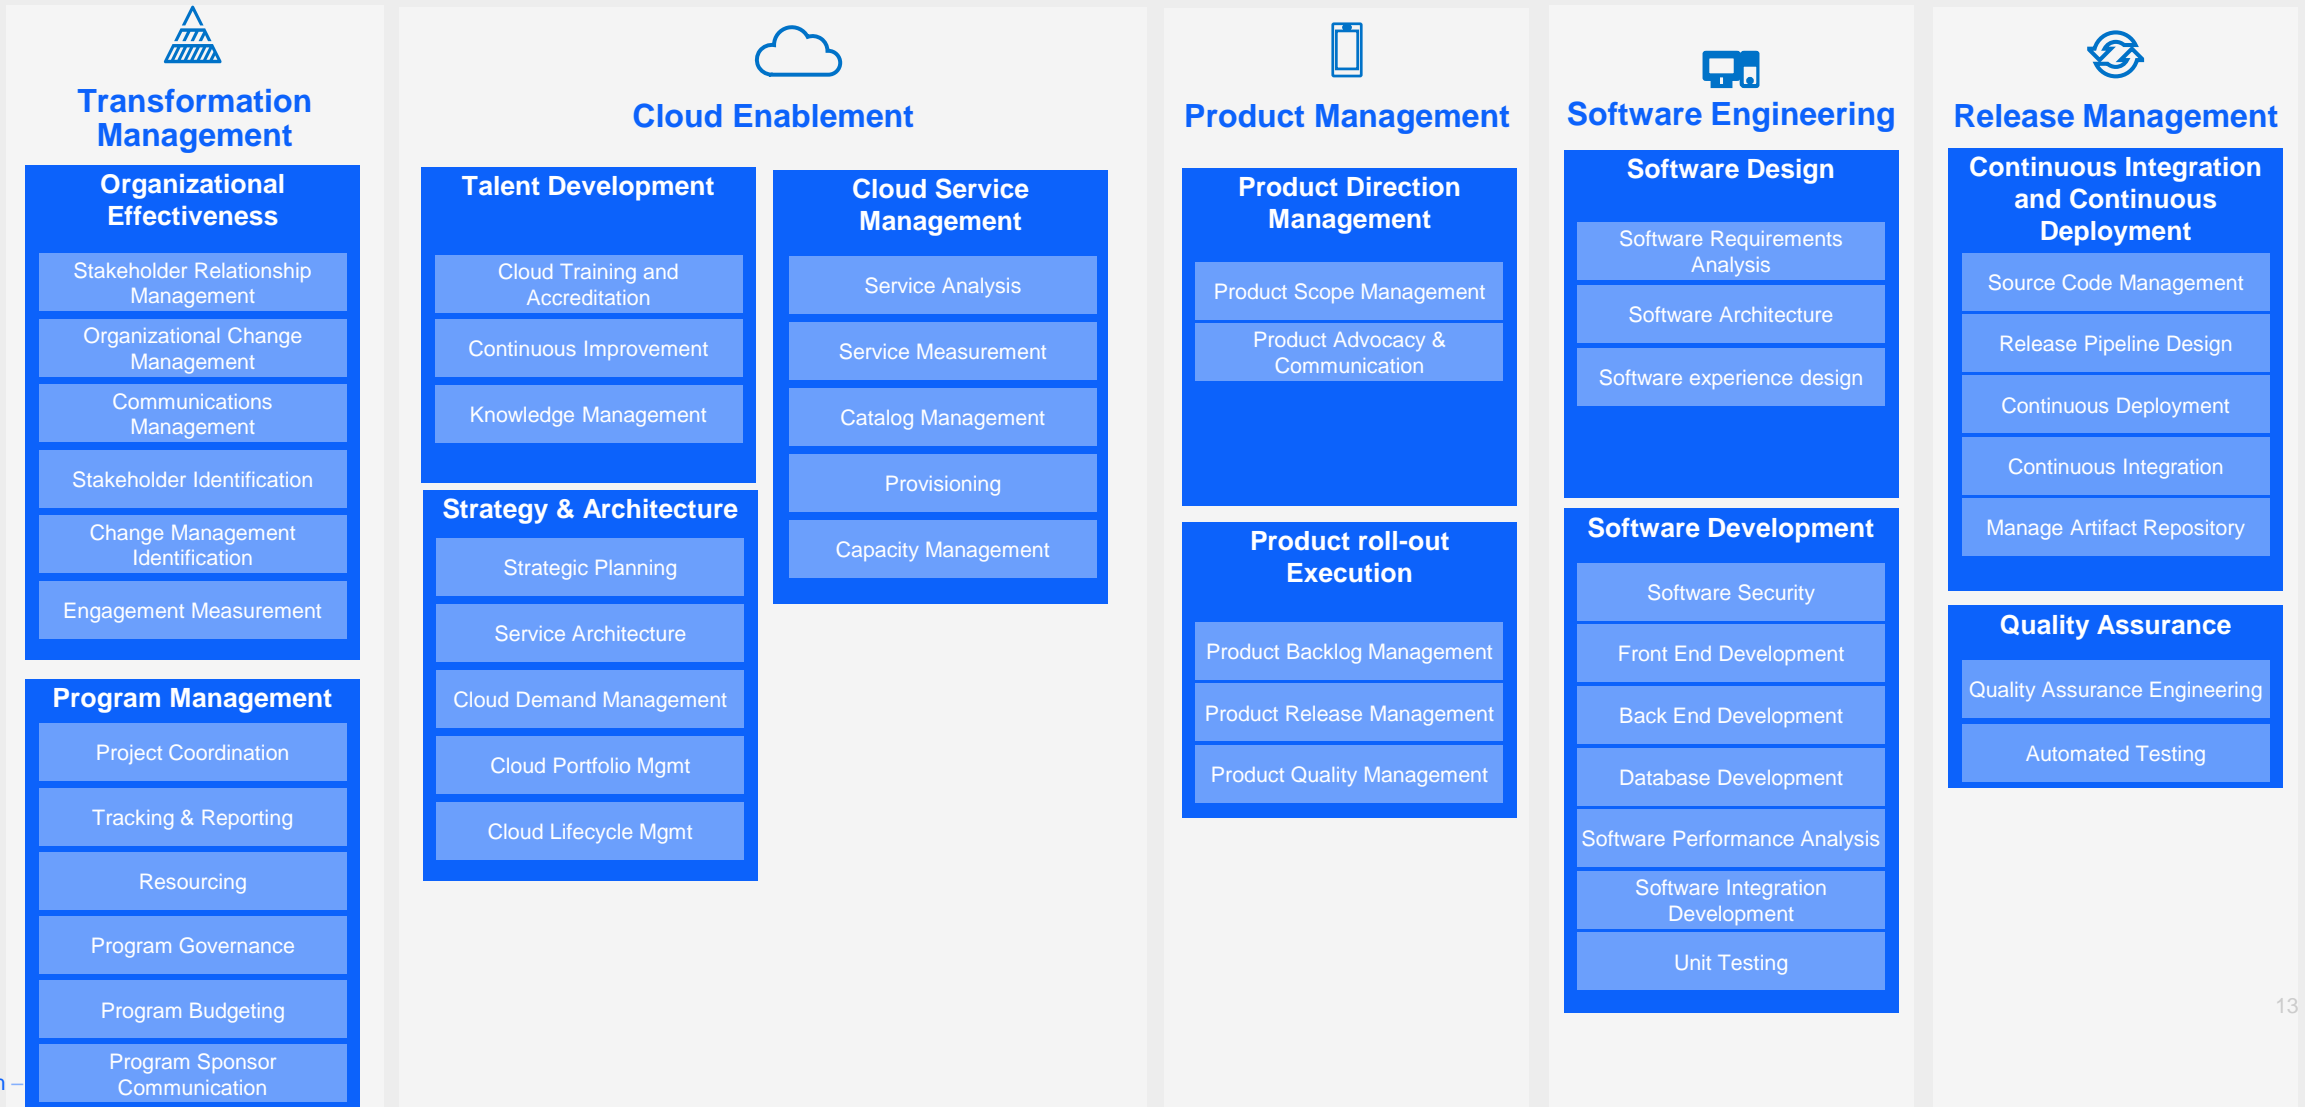 Transformation
Management
Organizational
Effectiveness
Stakeholder Relationship
Management
Organizational Change
Management
Communications
Management
Stakeholder Identification
Change Management
Identification
Engagement Measurement
Program Management
Project Coordination
Tracking & Reporting
Resourcing
Program Governance
Program Budgeting
Program Sponsor
Communication
Cloud Enablement
Talent Development
Cloud Training and
Accreditation
Continuous Improvement
Knowledge Management
Strategy & Architecture
Strategic Planning
Service Architecture
Cloud Demand Management
Cloud Portfolio Mgmt
Cloud Lifecycle Mgmt
Cloud Service
Management
Service Analysis
Service Measurement
Catalog Management
Provisioning
Capacity Management
Product Management
Product Direction
Management
Product Scope Management
Product Advocacy &
Communication
Product roll-out
Execution
Product Backlog Management
Product Release Management
Product Quality Management
Software Engineering
Software Design
Software Requirements
Analysis
Software Architecture
Software experience design
Software Development
Software Security
Front End Development
Back End Development
Database Development
Software Performance Analysis
Software Integration
Development
Unit Testing
Release Management
Continuous Integration
and Continuous
Deployment
Source Code Management
Release Pipeline Design
Continuous Deployment
Continuous Integration
Manage Artifact Repository
Quality Assurance
Quality Assurance Engineering
Automated Testing
13